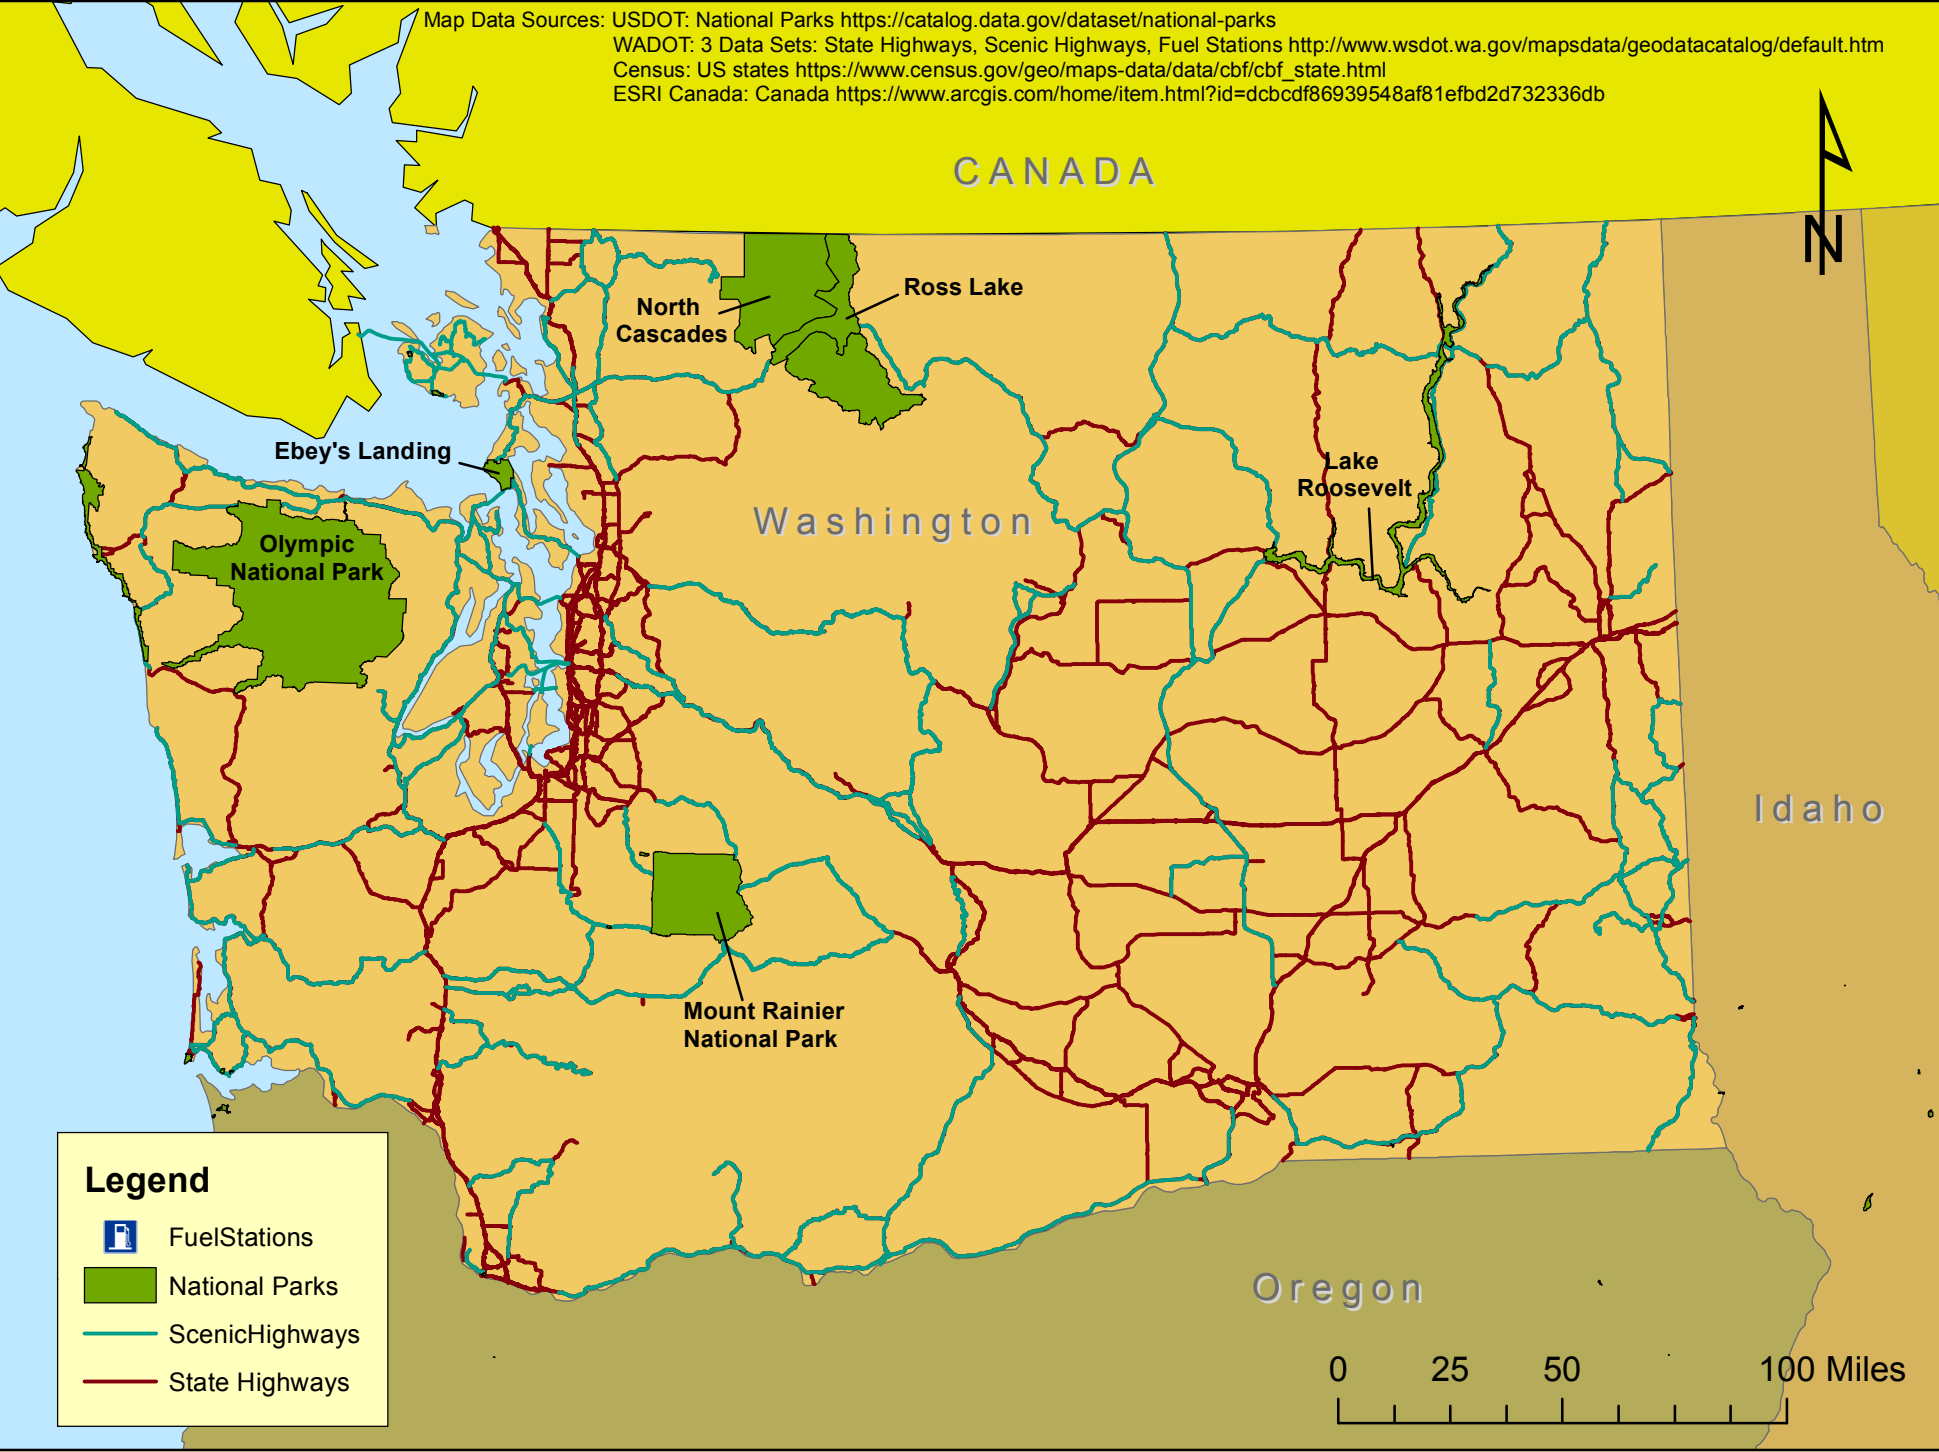 Map Data Sources: USDOT: National Parks https://catalog.data.gov/dataset/national-parks
WADOT: 3 Data Sets: State Highways, Scenic Highways, Fuel Stations http://www.wsdot.wa.gov/mapsdata/geodatacatalog/default.htm
Census: US states https://www.census.gov/geo/maps-data/data/cbf/cbf_state.html
ESRI Canada: Canada https://www.arcgis.com/home/item.html?id=dcbcdf86939548af81efbd2d732336db
CANADA
N
Ross Lake
North
Cascades
Ebey's Landing
Lake
Roosevelt
Washington
Olympic
National Park
Idaho
Mount Rainier
National Park
Legend
FuelStations
National Parks
ScenicHighways
State Highways
Oregon
0 25 50 100 Miles